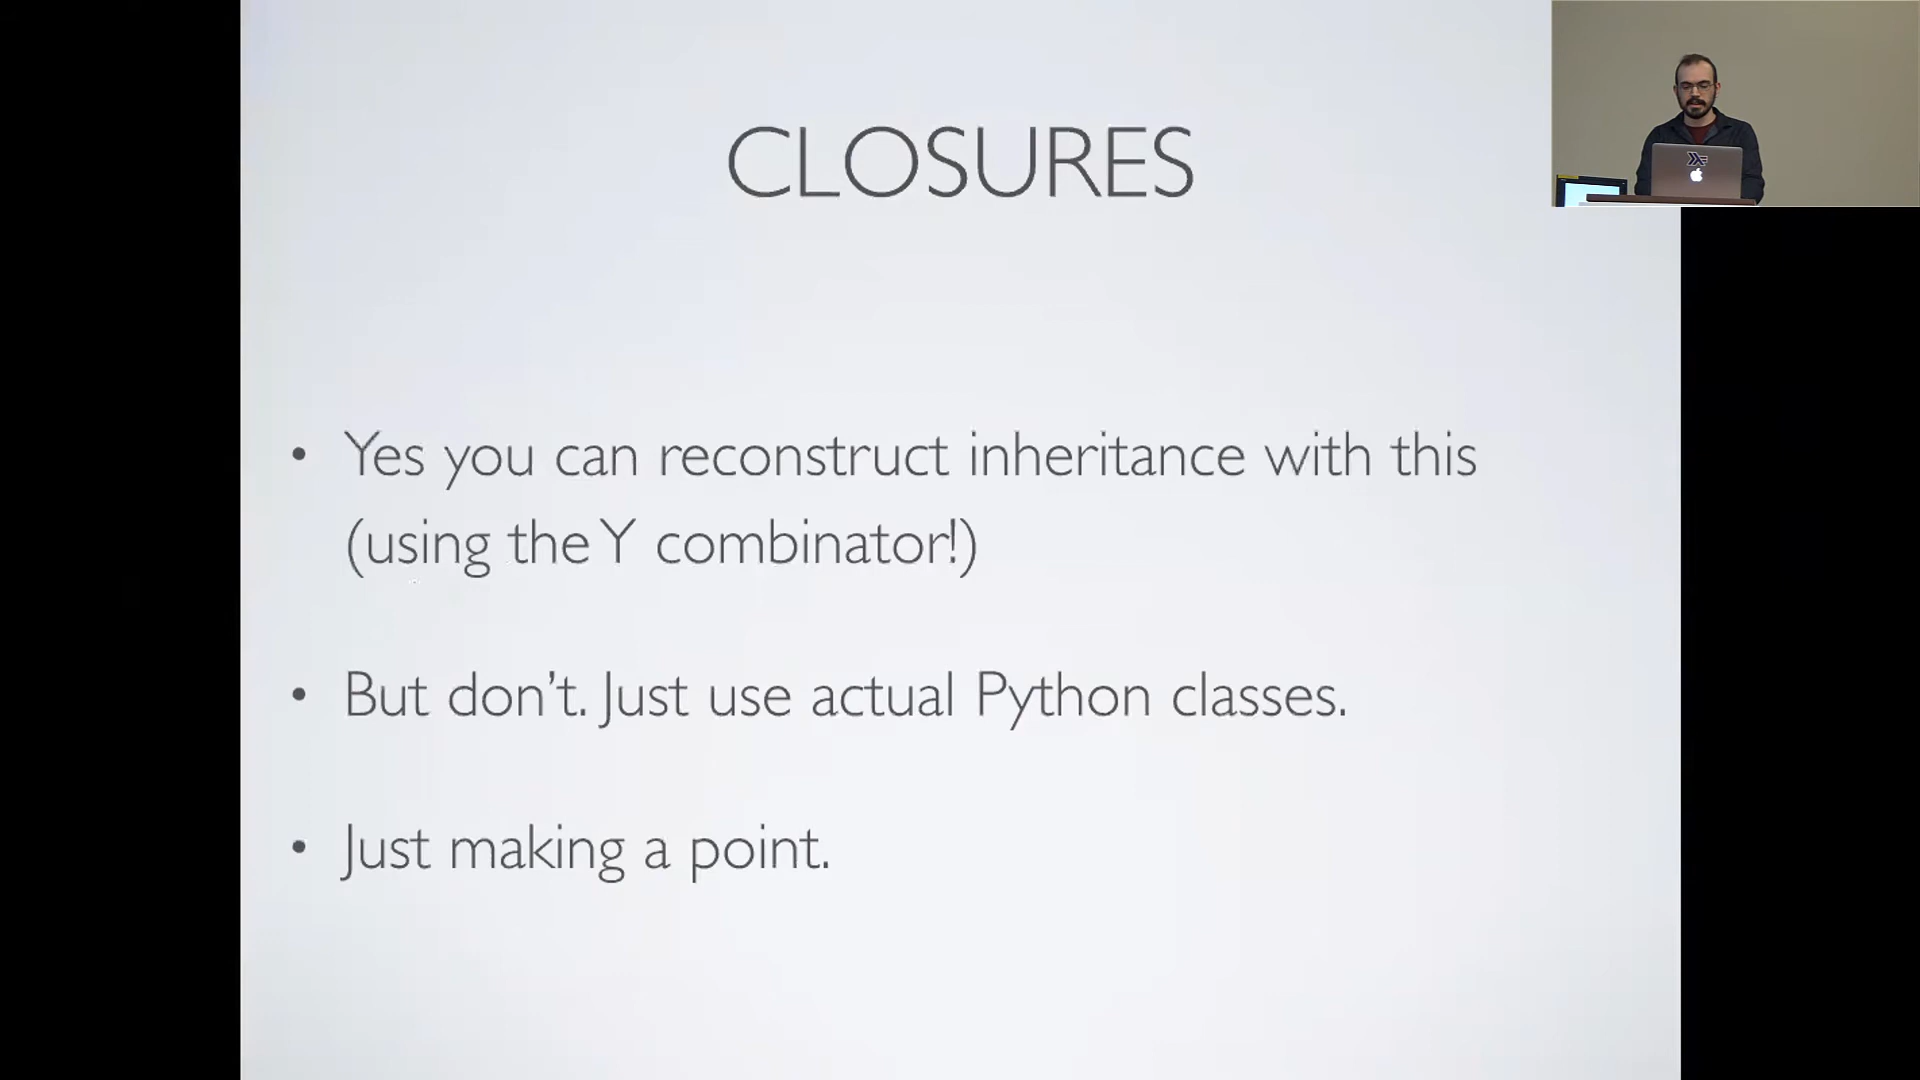 CLOSURES
• Yes you can reconstruct inheritance with this
(using the Y combinator!)
• But don’t. Just use actual Python classes.
• Just making a point.